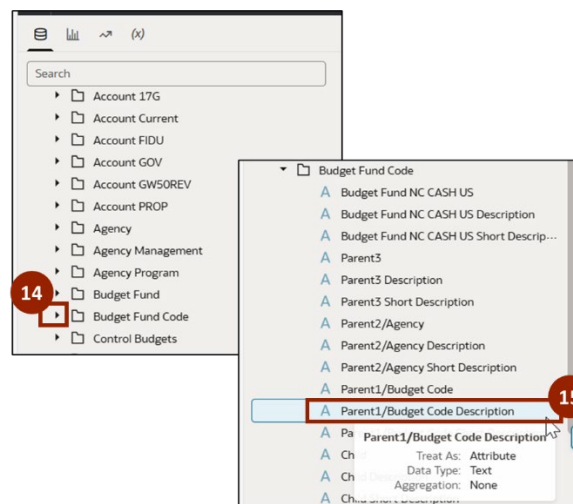 (x)
Search
Account 17G
Account Current
Account FIDU
Account GOV
Account GW50REV
Account PROP
Agency
Agency Management
Agency Program
14
Budget Fund
Budget Fund Code
Control Budgets
Budget Fund Code
A Budget Fund NC CASH US
A Budget Fund NC CASH US Description
A Budget Fund NC CASH US Short Descrip...
A Parent3
A Parent3 Description
A Parent3 Short Description
A Parent2/Agency
A Parent2/Agency Description
A Parent2/Agency Short Description
A Parent1/Budget Code
15
A Parent1/Budget Code Description
A Pa
Parent1/Budget Code Description
Treat As: Attribute
A Ch
Data Type: Text
A Ch
Aggregation: None
A